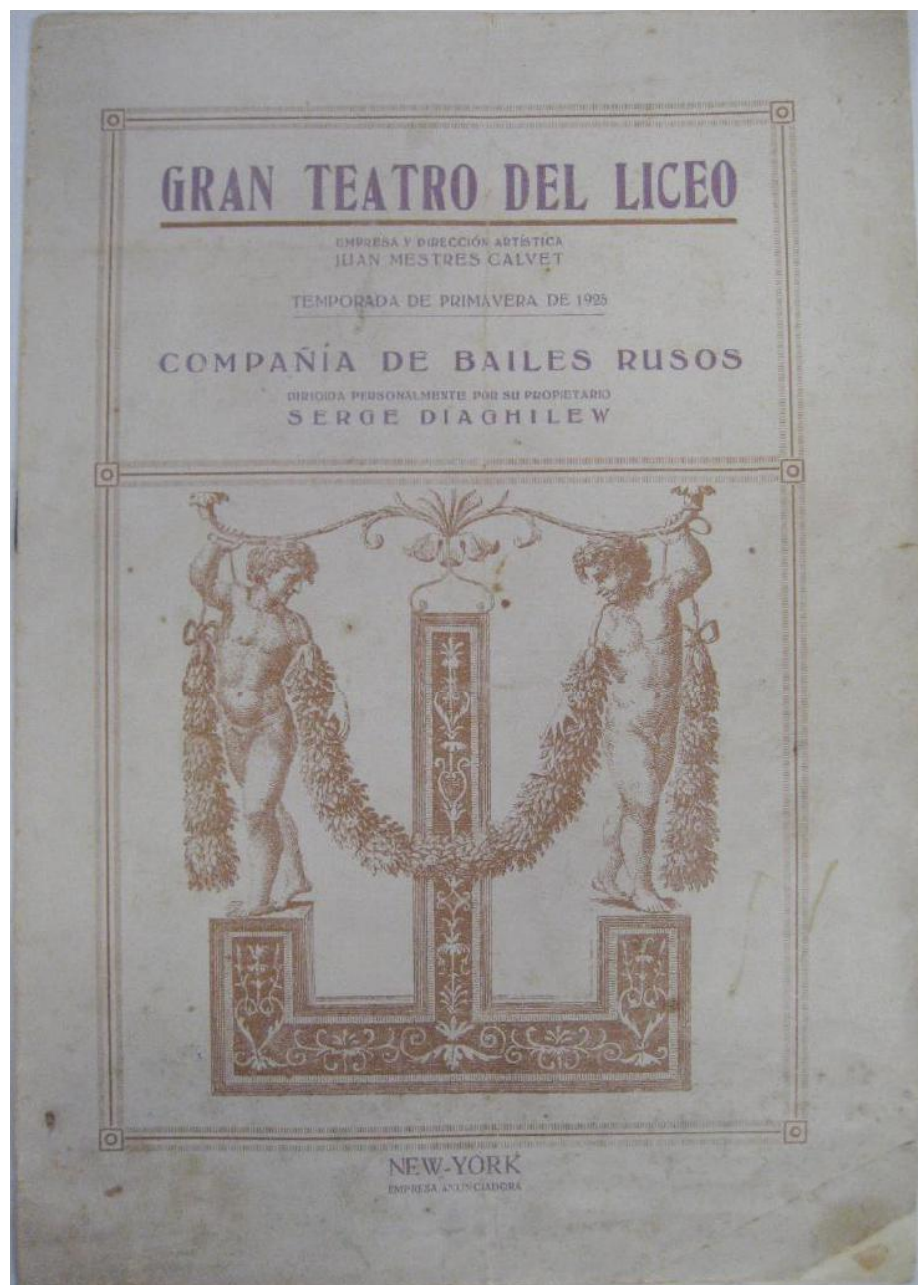 GRAN TEATRO DEL LICEO
EMPRESA Y DIRECCIÓN ARTÍSTICA
JUAN MESTRES CALVET
TEMPORADA DE PRIMAVERA DE 1925
COMPAÑÍA DE BAILES RUSOS
DIRIGIDA PERSONALMENTE POR SU PROPIETARIO
SERGE DIAGHILEW
NEW-YORK
EMPRESA ANUNCIADORA